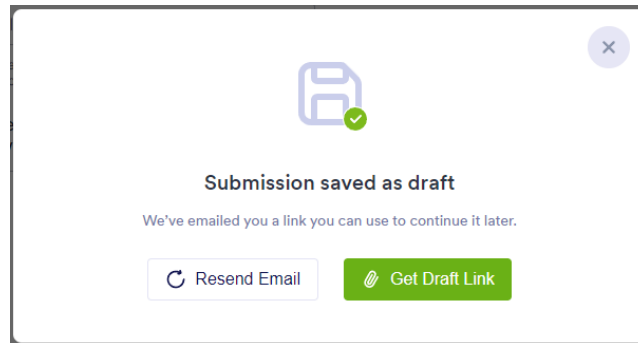 Submission saved as draft
We've emailed you a link you can use to continue it later.
Resend Email
Get Draft Link